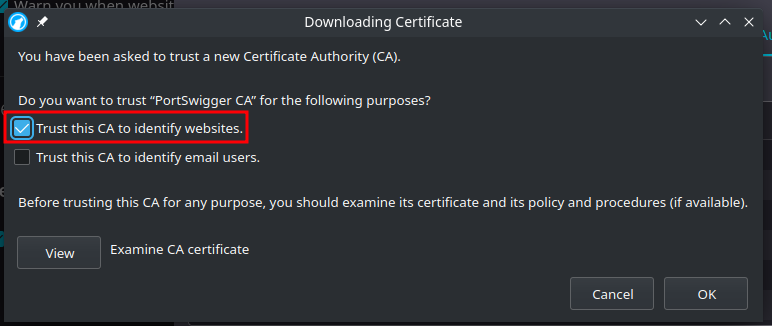 Warn you when websit
Downloading Certificate
Au
You have been asked to trust a new Certificate Authority (CA).
Do you want to trust “PortSwigger CA” for the following purposes?
Trust this CA to identify websites.
Trust this CA to identify email users.
Before trusting this CA for any purpose, you should examine its certificate and its policy and procedures (if available).
View
Examine CA certificate
Cancel
OK